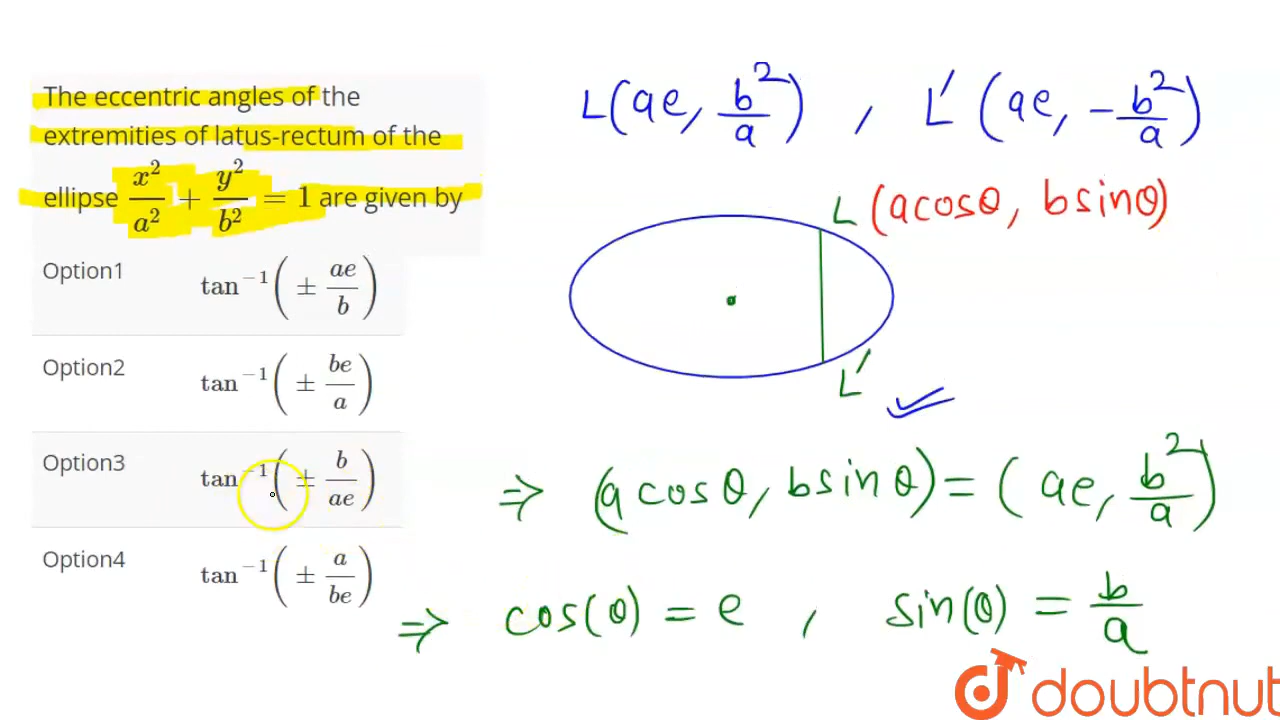 The eccentric angles of the
extremities of latus-rectum of the
ellipse x²/a² + y²/b² = 1 are given by
Option1 tan⁻¹(± ae/b)
Option2 tan⁻¹(± be/a)
Option3 tan⁻¹(± b/ae)
Option4 tan⁻¹(± a/be)
L(ae, b²/a) , L′(ae, -b²/a)
L (acosθ, bsinθ)
L′
⇒ (acosθ, bsinθ) = (ae, b²/a)
⇒ cos(θ) = e , sin(θ) = b/a
doubtnut